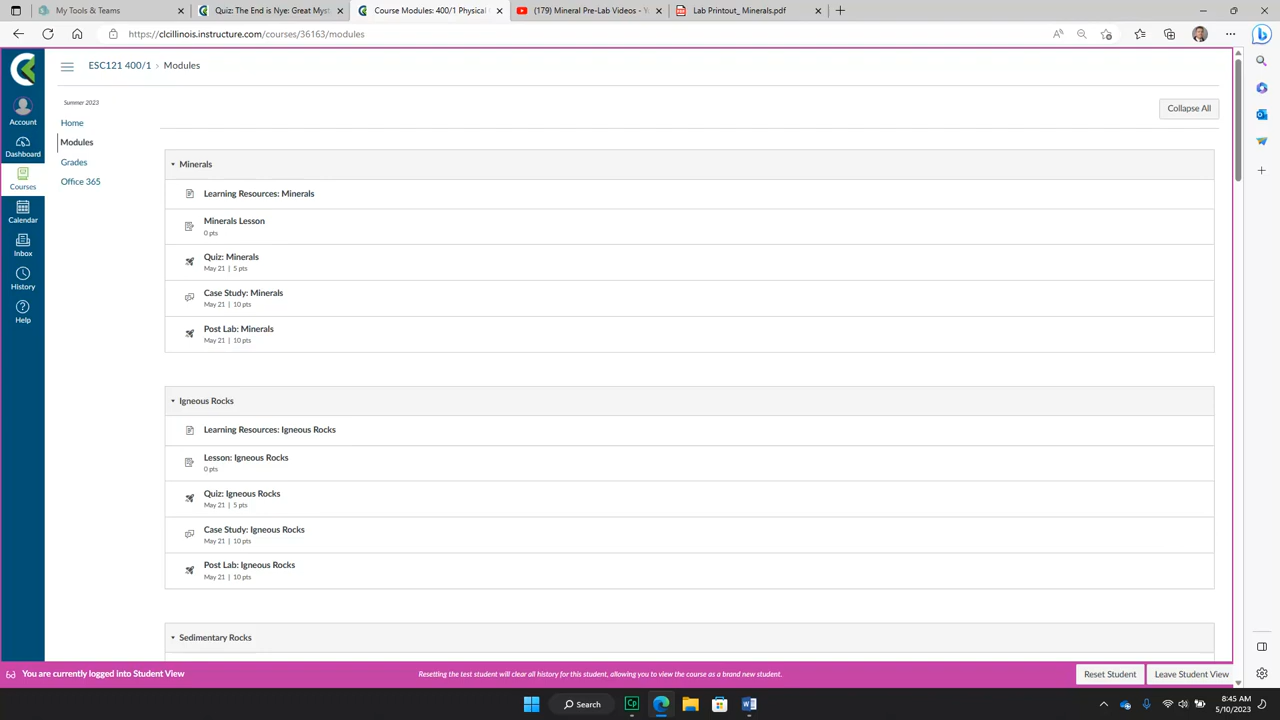 My Tools & Teams
Quiz: The End is Nye: Great Myst
Course Modules: 400/1 Physical
(179) Mineral Pre-Lab Videos - Y
Lab Printout_ Minerals.pdf
https://clcillinois.instructure.com/courses/36163/modules
ESC121 400/1 > Modules
Account
Dashboard
Courses
Calendar
Inbox
History
Help
Summer 2023
Home
Modules
Grades
Office 365
Collapse All
Minerals
Learning Resources: Minerals
Minerals Lesson
0 pts
Quiz: Minerals
May 21 | 5 pts
Case Study: Minerals
May 21 | 10 pts
Post Lab: Minerals
May 21 | 10 pts
Igneous Rocks
Learning Resources: Igneous Rocks
Lesson: Igneous Rocks
0 pts
Quiz: Igneous Rocks
May 21 | 5 pts
Case Study: Igneous Rocks
May 21 | 10 pts
Post Lab: Igneous Rocks
May 21 | 10 pts
Sedimentary Rocks
You are currently logged into Student View
Resetting the test student will clear all history for this student, allowing you to view the course as a brand new student.
Reset Student
Leave Student View
Search
8:45 AM
5/10/2023